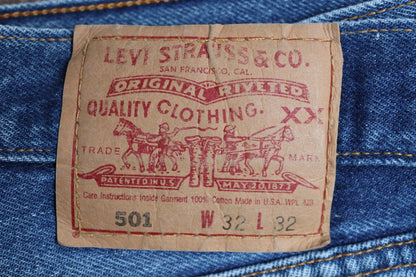 LEVI STRAUSS & CO.
SAN FRANCISCO, CAL.
ORIGINAL RIVETED
QUALITY CLOTHING. XX
TRADE MARK
PATENTED IN U.S. MAY 20, 1873
Care Instructions Inside Garment 100% Cotton Made in U.S.A. WPL 423
501 W 32 L 32